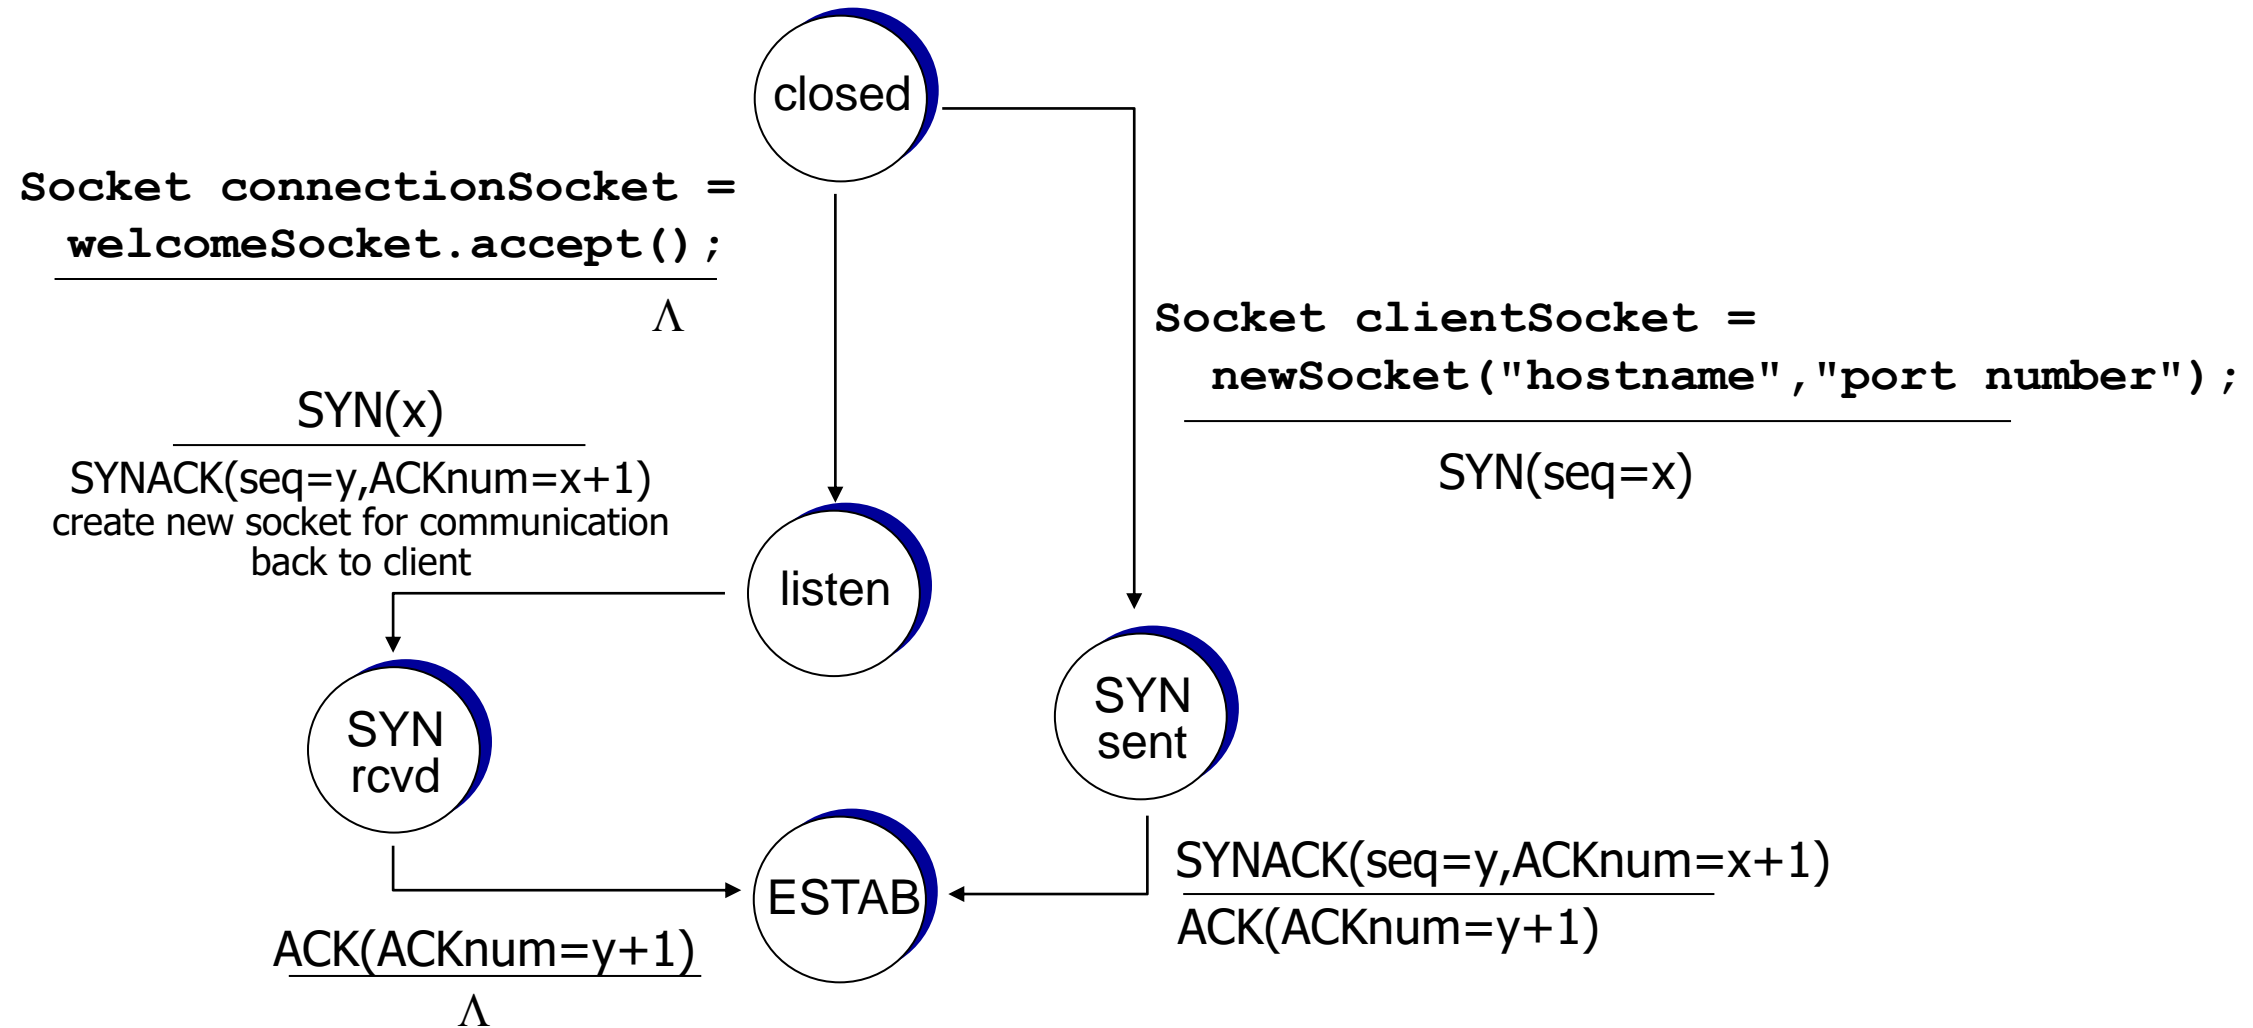 closed
Socket connectionSocket =
welcomeSocket.accept();
Λ
Socket clientSocket =
newSocket("hostname","port number");
SYN(seq=x)
SYN(x)
SYNACK(seq=y,ACKnum=x+1)
create new socket for communication
back to client
listen
SYN
rcvd
SYN
sent
ESTAB
SYNACK(seq=y,ACKnum=x+1)
ACK(ACKnum=y+1)
ACK(ACKnum=y+1)
Λ